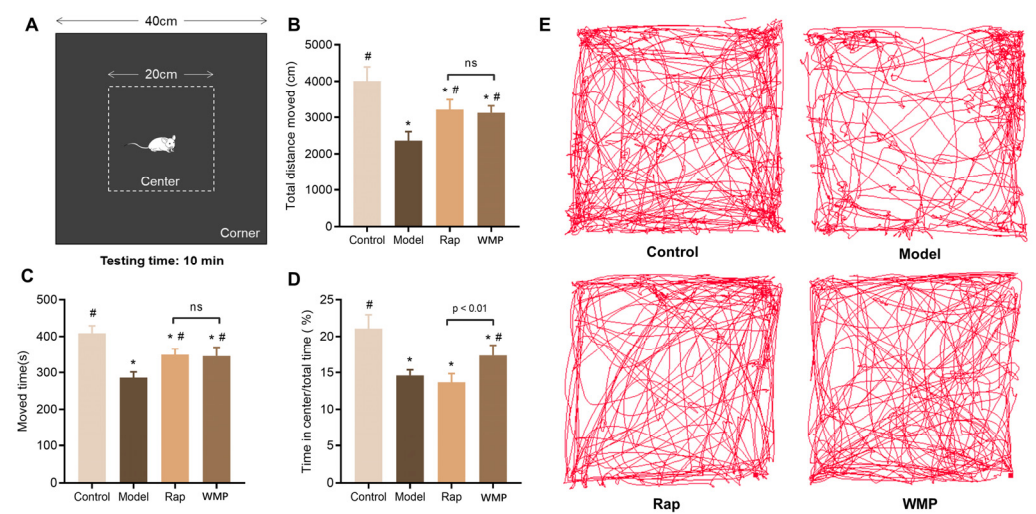 A
40cm
20cm
Center
Corner
Testing time: 10 min
B
Total distance moved (cm)
5000
4000
3000
2000
1000
0
#
*
* #
* #
ns
Control Model Rap WMP
C
Moved time(s)
500
400
300
200
100
0
#
*
* #
* #
ns
Control Model Rap WMP
D
Time in center/total time ( %)
25
20
15
10
5
0
#
*
*
* #
p < 0.01
Control Model Rap WMP
E
Control
Model
Rap
WMP